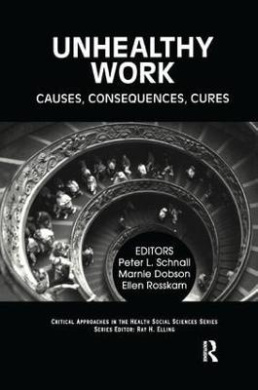 UNHEALTHY
WORK
CAUSES, CONSEQUENCES, CURES
EDITORS
Peter L. Schnall
Marnie Dobson
Ellen Rosskam
CRITICAL APPROACHES IN THE HEALTH SOCIAL SCIENCES SERIES
SERIES EDITOR: RAY H. ELLING
R
ROUTLEDGE